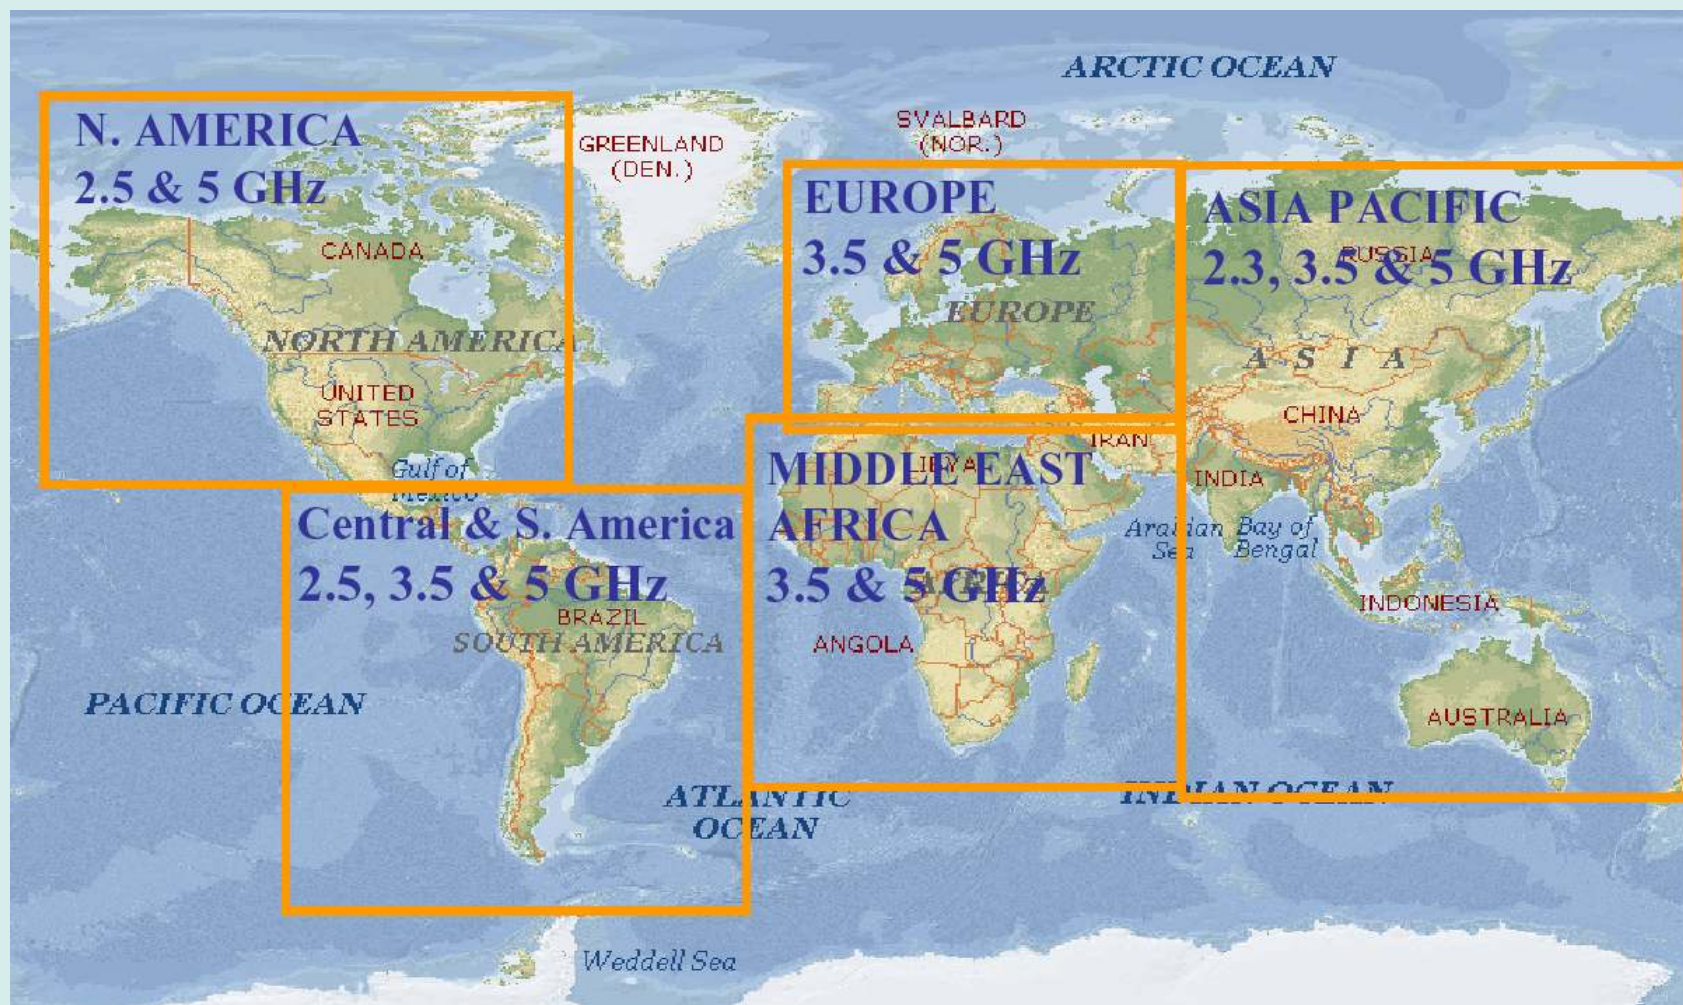 ARCTIC OCEAN
N. AMERICA
2.5 & 5 GHz
GREENLAND
(DEN.)
SVALBARD
(NOR.)
CANADA
NORTH AMERICA
UNITED
STATES
Gulf of
Mexico
EUROPE
3.5 & 5 GHz
EUROPE
ASIA PACIFIC
RUSSIA
2.3, 3.5 & 5 GHz
ASIA
CHINA
IRAN
INDIA
Central & S. America
2.5, 3.5 & 5 GHz
BRAZIL
SOUTH AMERICA
MIDDLE EAST
LIBYA
AFRICA
3.5 & 5 GHz
AFRICA
ANGOLA
Arabian
Sea
Bay of
Bengal
INDONESIA
AUSTRALIA
PACIFIC OCEAN
ATLANTIC
OCEAN
INDIAN OCEAN
Weddell Sea